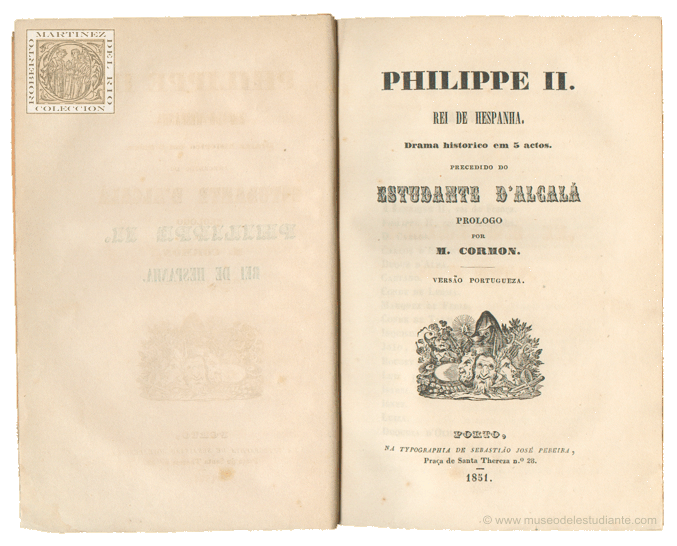 ROBERTO MARTINEZ DEL RIO
COLECCION
PHILIPPE II.
REI DE HESPANHA.
Drama historico em 5 actos.
PRECEDIDO DO
ESTUDANTE D'ALCALÁ
PROLOGO
POR
M. CORMON.
VERSÃO PORTUGUEZA.
PORTO,
NA TYPOGRAPHIA DE SEBASTIÃO JOSÉ PEREIRA,
Praça de Santa Thereza n.º 28.
1851.
© www.museodelestudiante.com